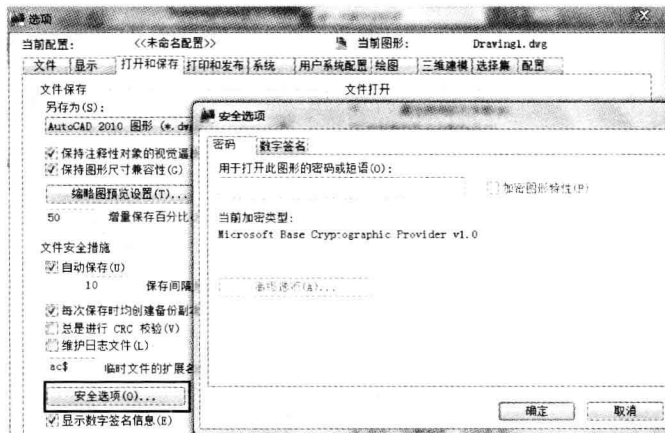 选项
当前配置: <<未命名配置>> 当前图形: Drawing1.dwg
文件 显示 打开和保存 打印和发布 系统 用户系统配置 绘图 三维建模 选择集 配置
文件保存
另存为(S):
AutoCAD 2010 图形 (*.dwg
保持注释性对象的视觉逼
保持图形尺寸兼容性(C)
缩略图预览设置(T)...
50 增量保存百分比
文件安全措施
自动保存(U)
10 保存间隔
每次保存时均创建备份副
总是进行 CRC 校验(V)
维护日志文件(L)
ac$ 临时文件的扩展名
安全选项(O)...
显示数字签名信息(E)
文件打开
安全选项
密码 数字签名
用于打开此图形的密码或短语(O):
加密图形特性(P)
当前加密类型:
Microsoft Base Cryptographic Provider v1.0
高级选项(A)...
确定 取消